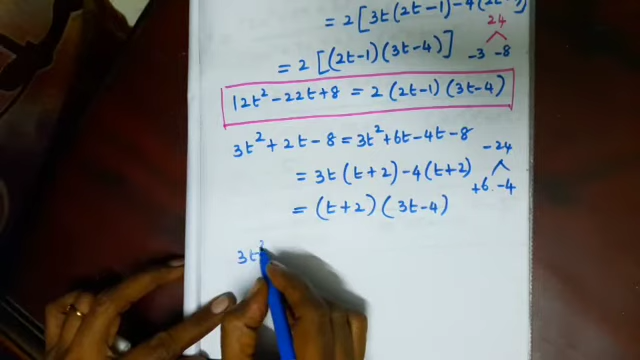 = 2 [3t(2t-1)-4(2t-1)
24
-3 -8
= 2 [(2t-1)(3t-4)]
12t² -22t+8 = 2 (2t-1) (3t-4)
3t² + 2t - 8 = 3t² + 6t - 4t - 8
-24
+6 -4
= 3t (t+2) -4 (t+2)
= (t+2) (3t-4)
3t²